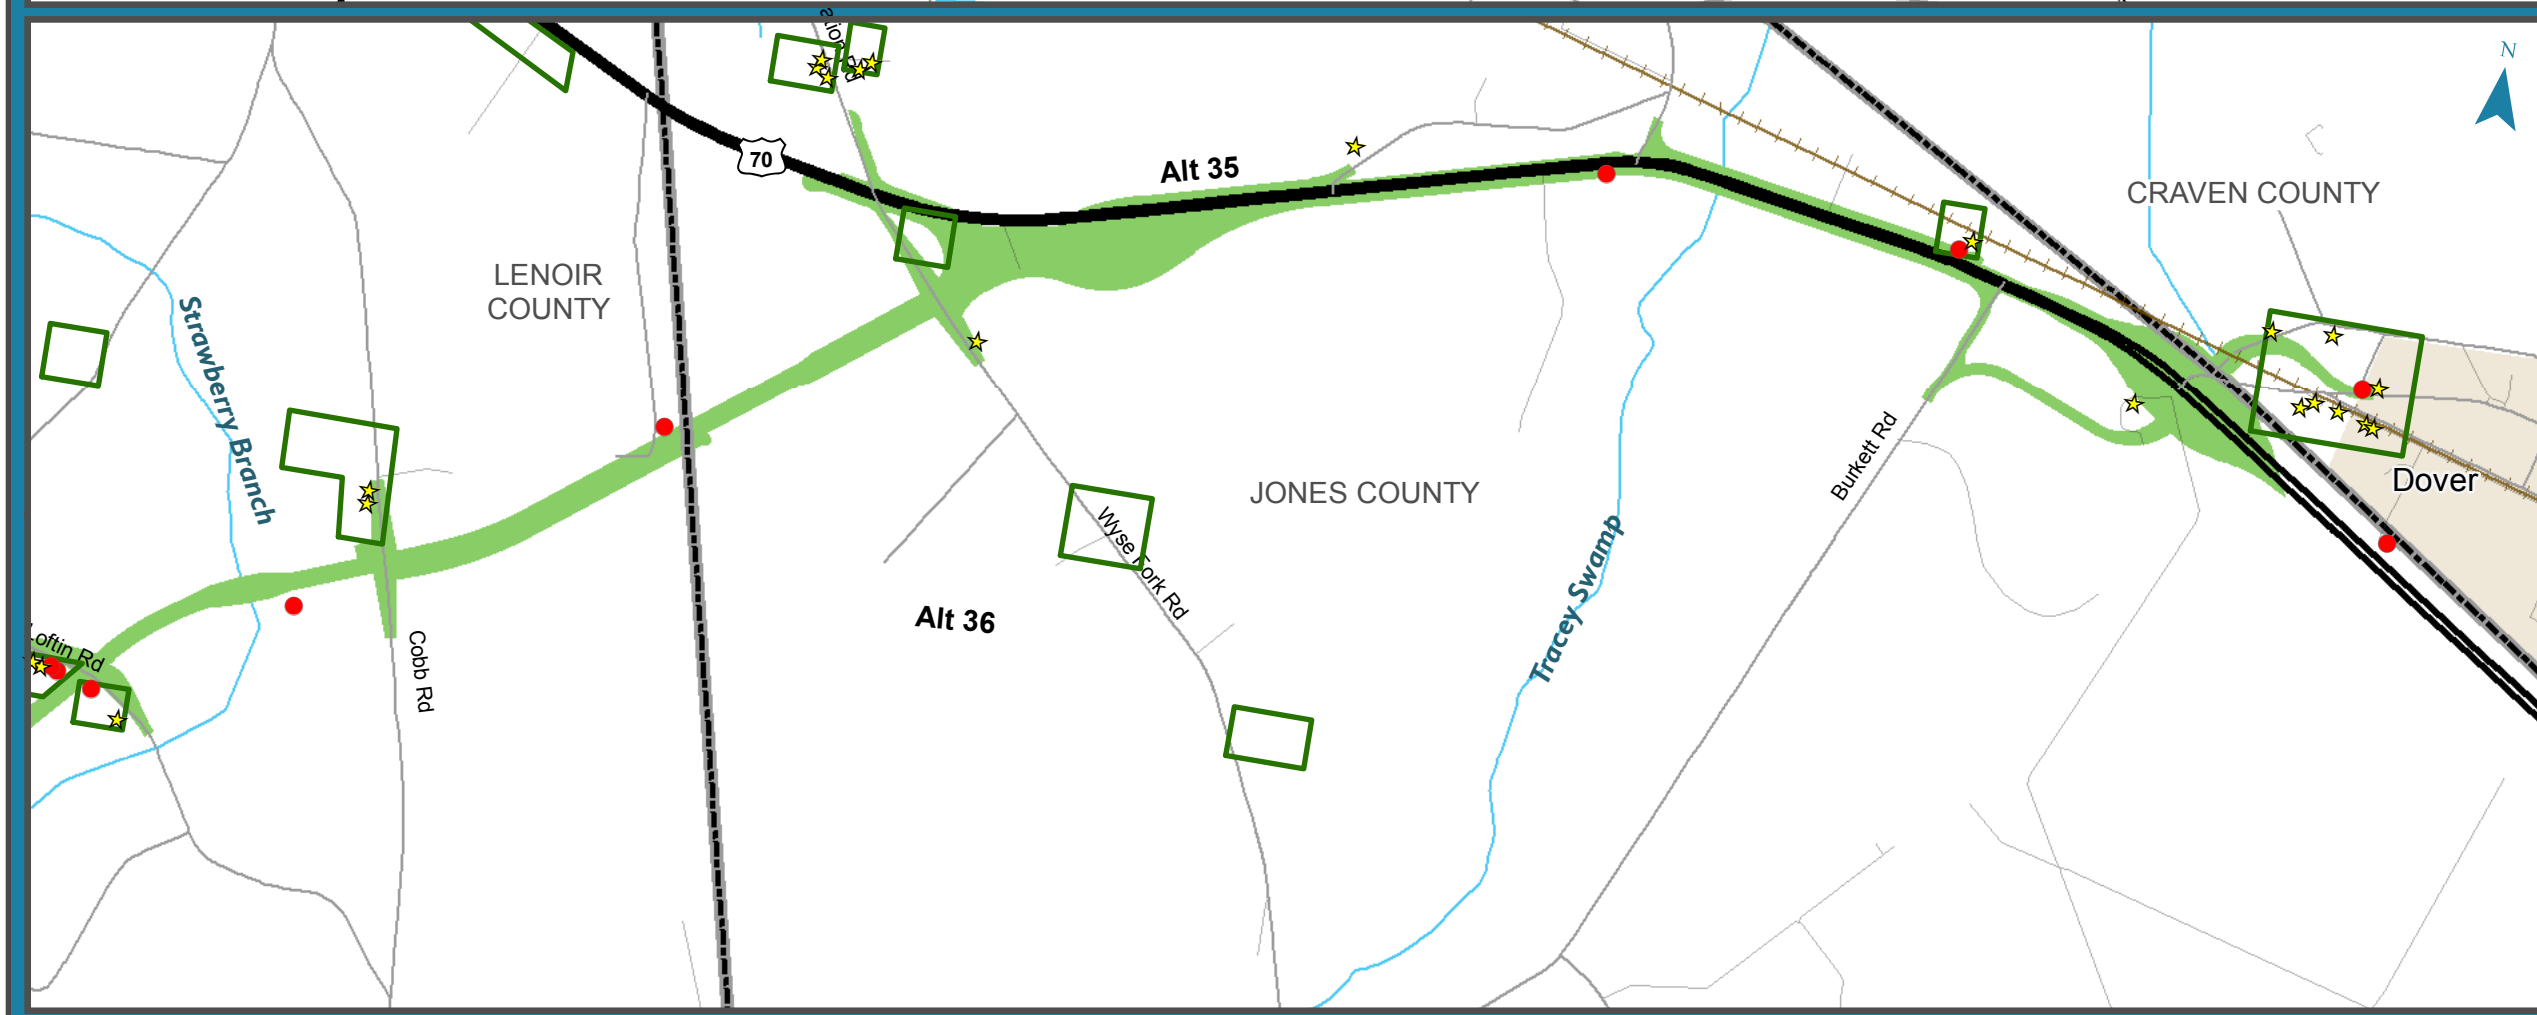 N
70
Alt 35
CRAVEN COUNTY
LENOIR
COUNTY
Strawberry Branch
JONES COUNTY
Burkett Rd
Dover
Wyse Fork Rd
Tracey Swamp
Alt 36
Loftin Rd
Cobb Rd